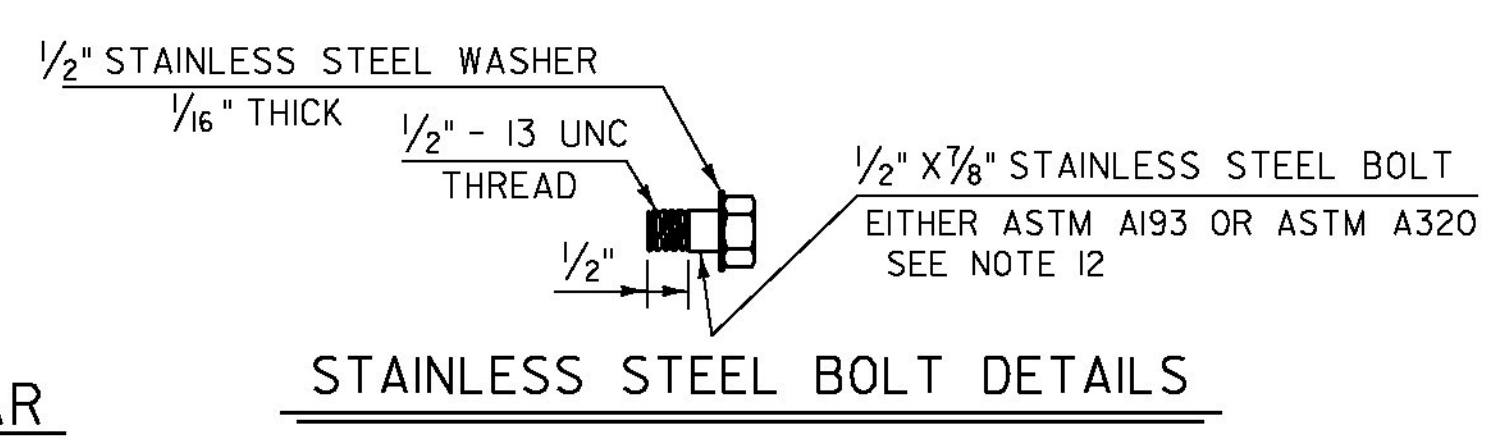 1/2" STAINLESS STEEL WASHER
1/16" THICK
1/2" - 13 UNC
THREAD
1/2" X 7/8" STAINLESS STEEL BOLT
EITHER ASTM A193 OR ASTM A320
SEE NOTE 12
1/2"
STAINLESS STEEL BOLT DETAILS